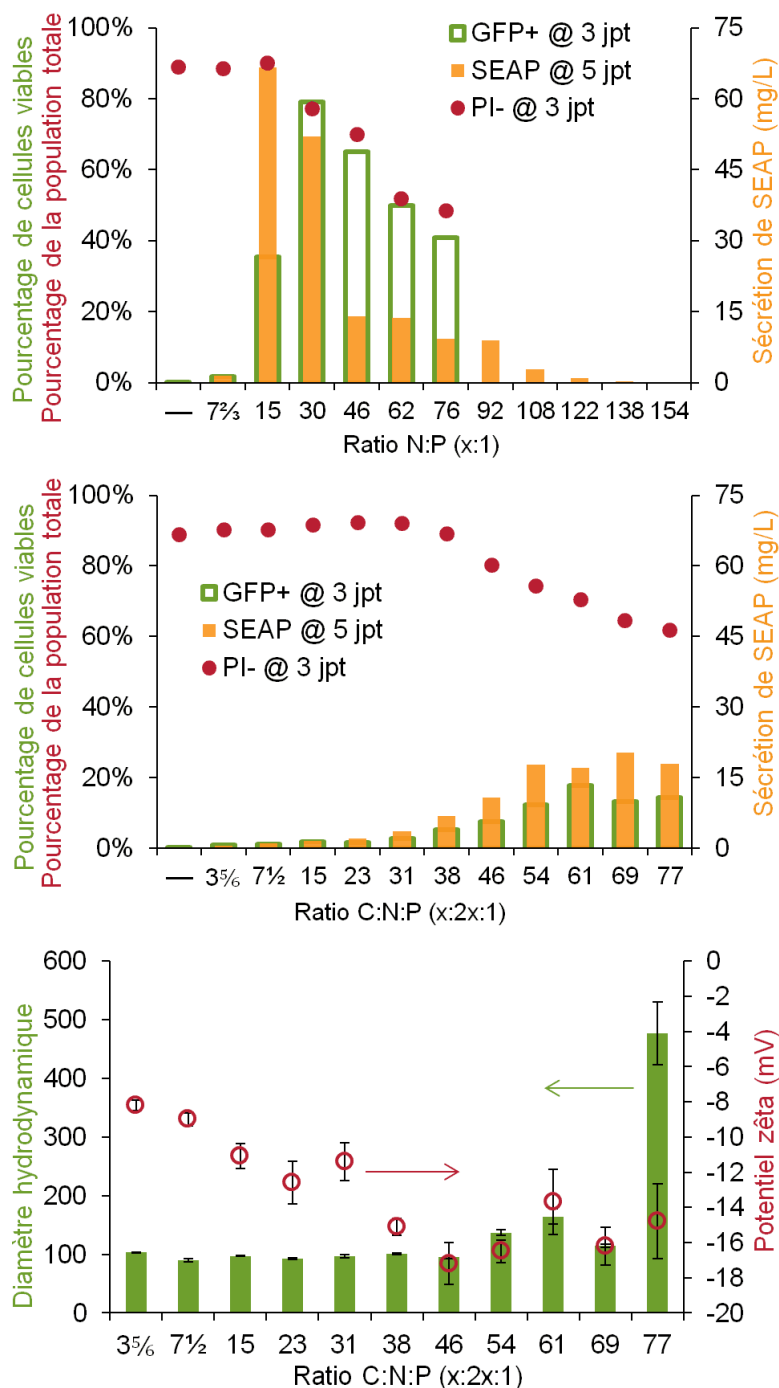 Pourcentage de cellules viables
Pourcentage de la population totale
100%
80%
60%
40%
20%
0%
GFP+ @ 3 jpt
SEAP @ 5 jpt
PI- @ 3 jpt
75
60
45
30
15
0
Sécrétion de SEAP (mg/L)
— 7⅔ 15 30 46 62 76 92 108 122 138 154
Ratio N:P (x:1)
Pourcentage de cellules viables
Pourcentage de la population totale
100%
80%
60%
40%
20%
0%
GFP+ @ 3 jpt
SEAP @ 5 jpt
PI- @ 3 jpt
75
60
45
30
15
0
Sécrétion de SEAP (mg/L)
— 3⅚ 7½ 15 23 31 38 46 54 61 69 77
Ratio C:N:P (x:2x:1)
Diamètre hydrodynamique
600
500
400
300
200
100
0
0
-2
-4
-6
-8
-10
-12
-14
-16
-18
-20
Potentiel zêta (mV)
3⅚ 7½ 15 23 31 38 46 54 61 69 77
Ratio C:N:P (x:2x:1)